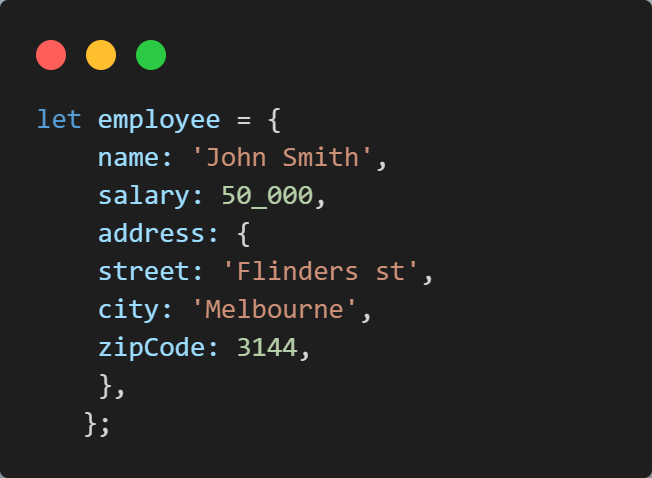 let employee = {
    name: 'John Smith',
    salary: 50_000,
    address: {
    street: 'Flinders st',
    city: 'Melbourne',
    zipCode: 3144,
    },
   };